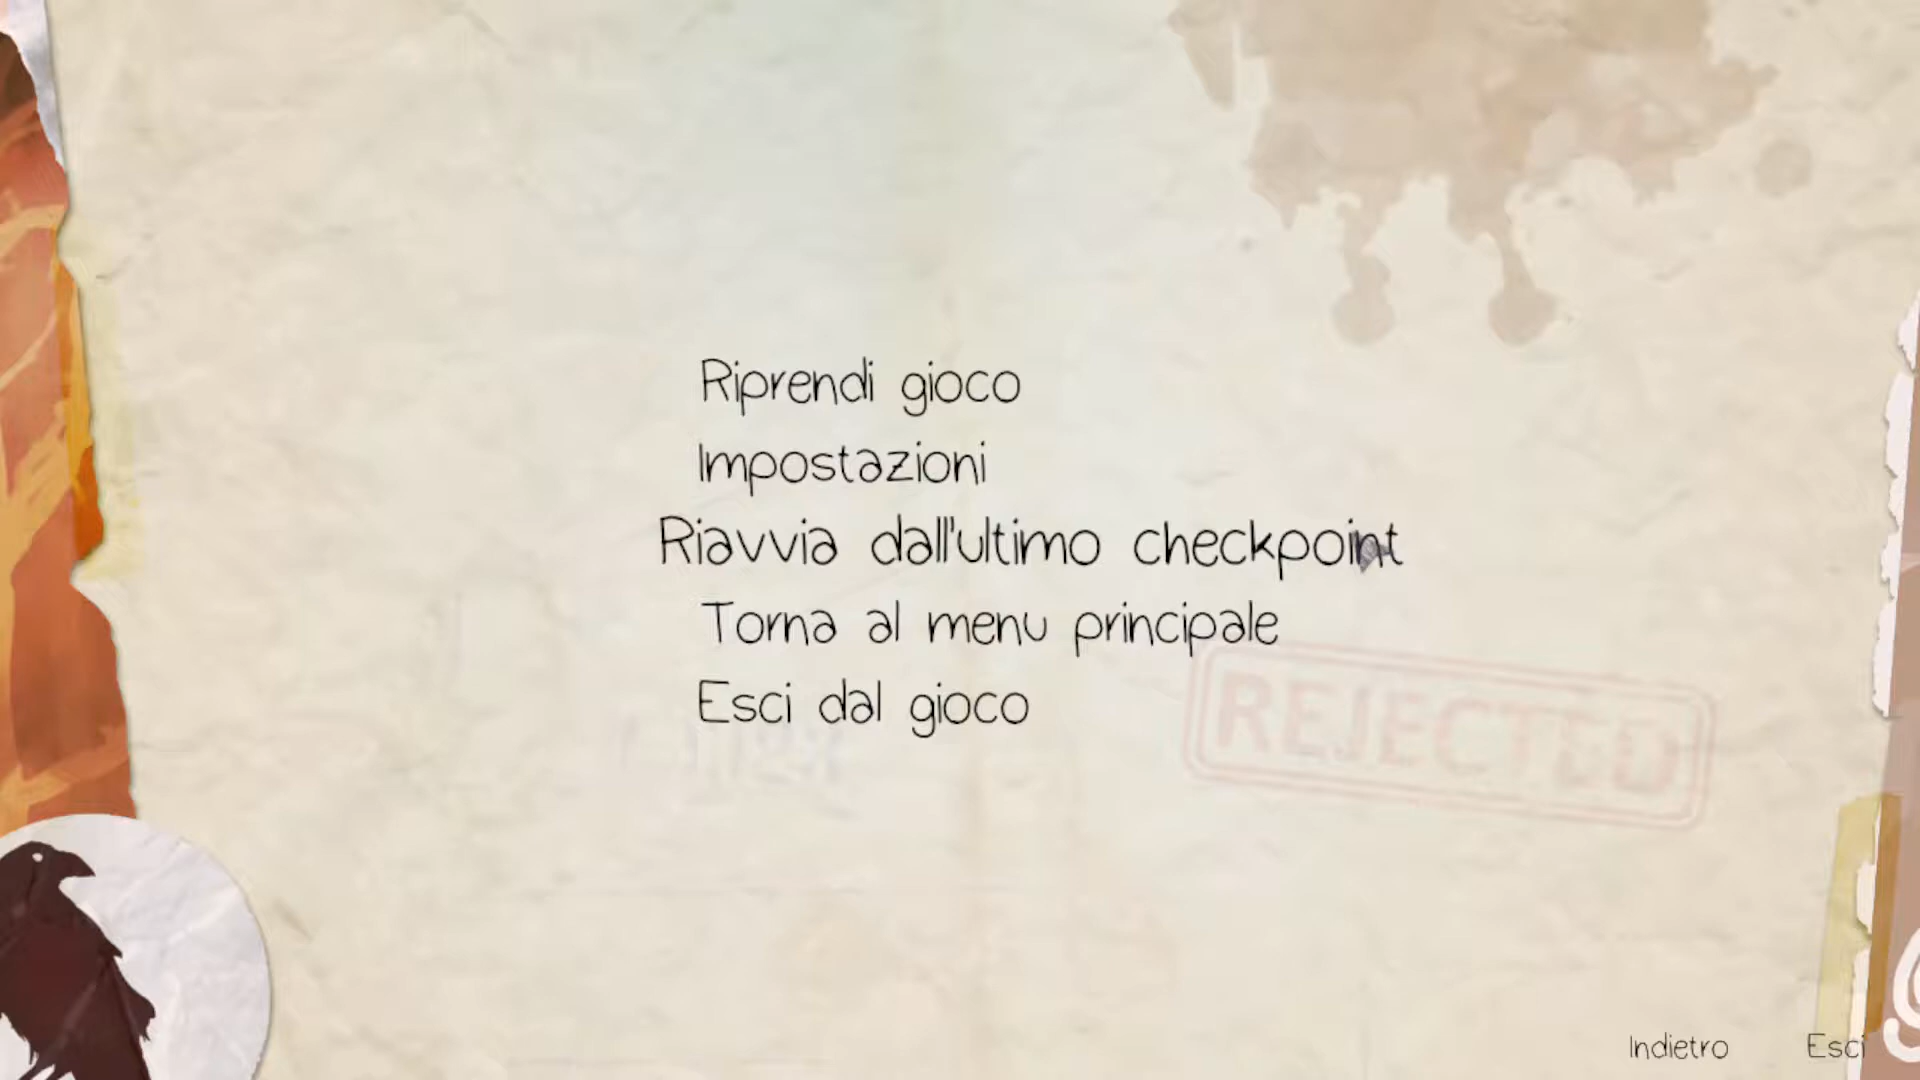 Riprendi gioco
Impostazioni
Riavvia dall'ultimo checkpoint
Torna al menu principale
Esci dal gioco
REJECTED
Indietro
Esci